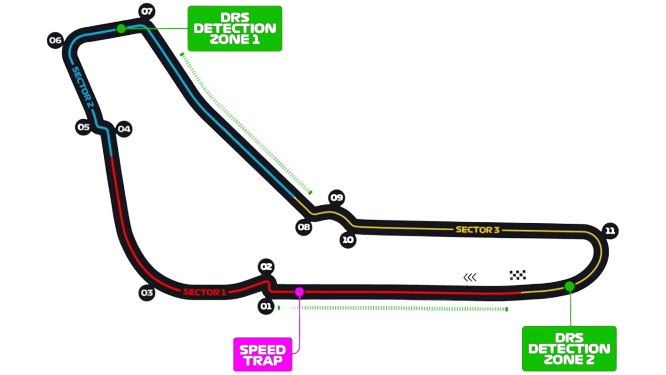 07
DRS
DETECTION
ZONE 1
06
SECTOR 2
05
04
09
08
10
SECTOR 3
11
02
03
SECTOR 1
01
SPEED
TRAP
DRS
DETECTION
ZONE 2